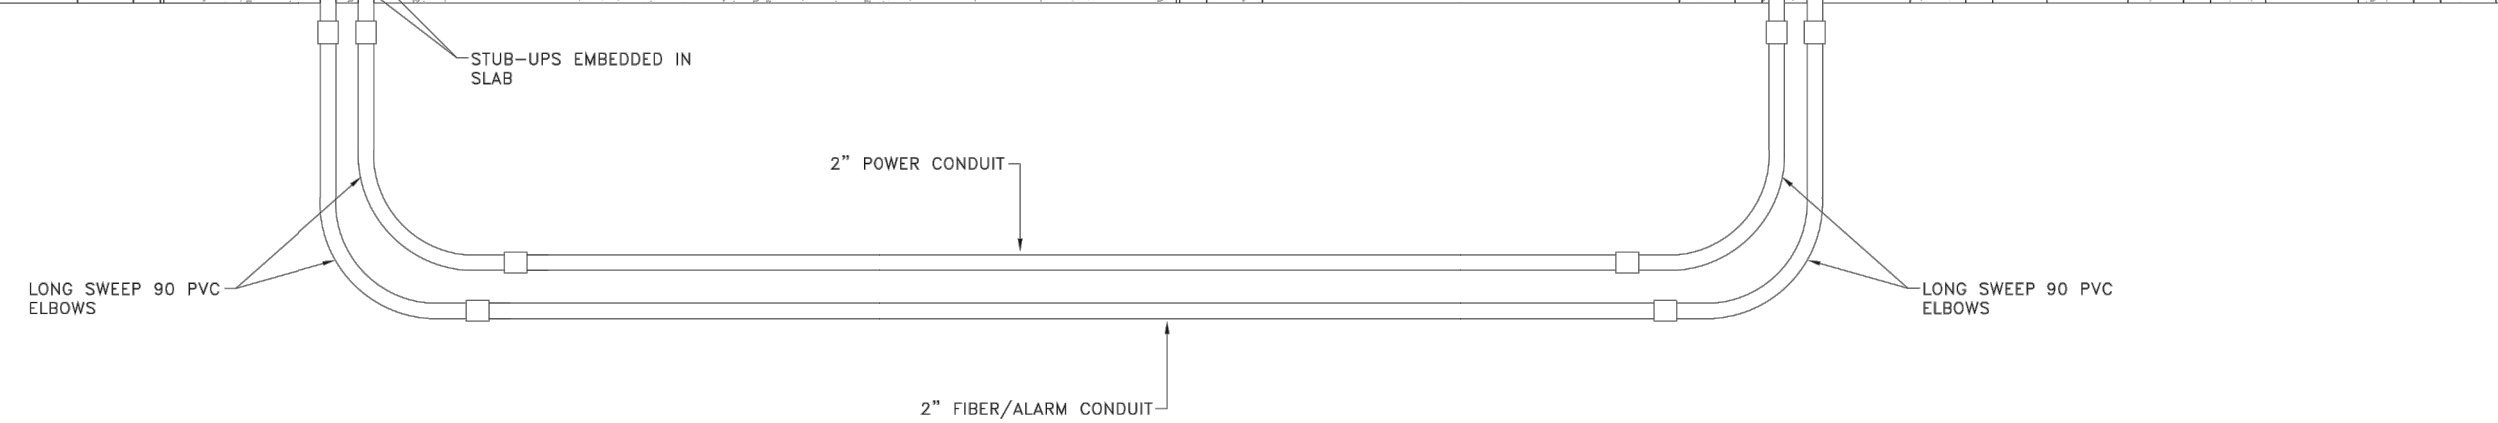 STUB-UPS EMBEDDED IN
SLAB
2" POWER CONDUIT
LONG SWEEP 90 PVC
ELBOWS
LONG SWEEP 90 PVC
ELBOWS
2" FIBER/ALARM CONDUIT